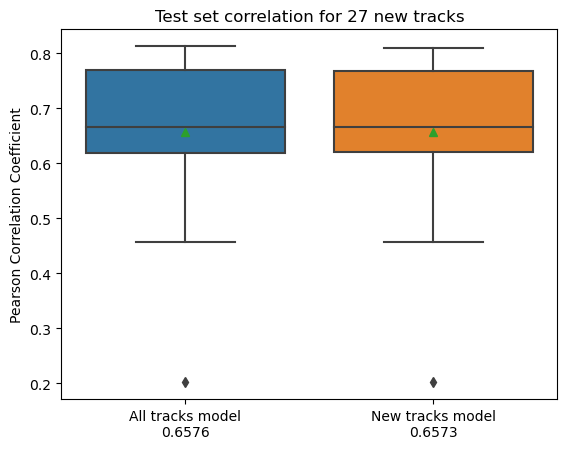 Test set correlation for 27 new tracks
Pearson Correlation Coefficient
0.8
0.7
0.6
0.5
0.4
0.3
0.2
All tracks model
0.6576
New tracks model
0.6573